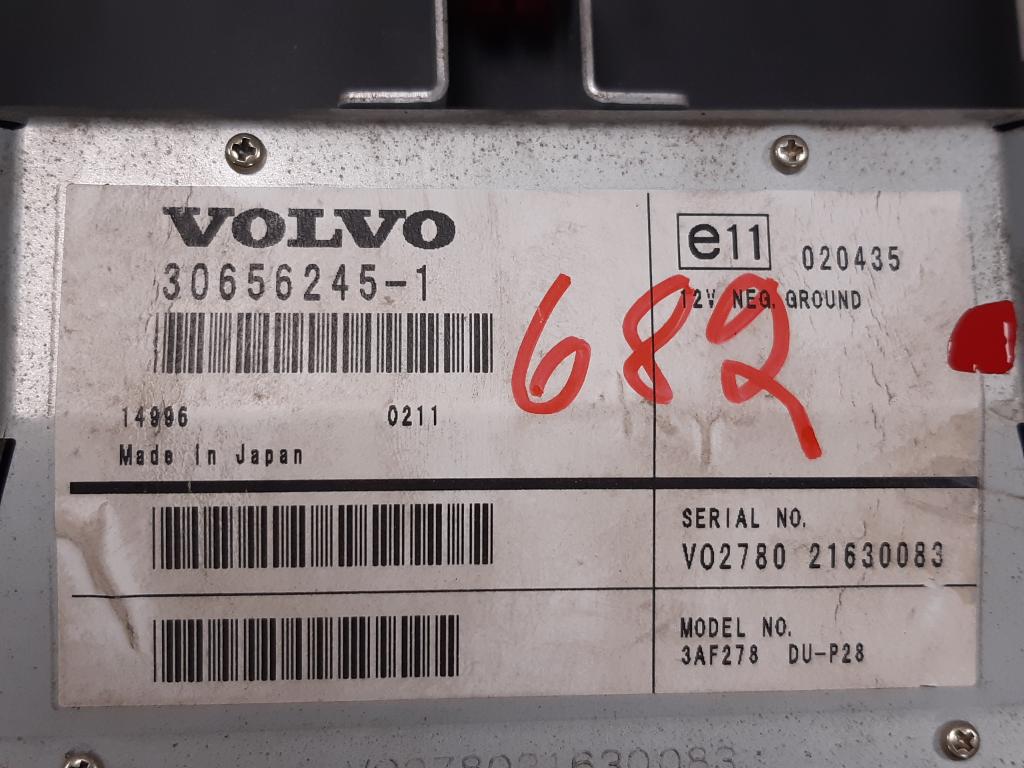 VOLVO
30656245-1
14996 0211
Made in Japan
e11 020435
12V NEG. GROUND
682
SERIAL NO.
VO2780 21630083
MODEL NO.
3AF278 DU-P28
VO278021630083